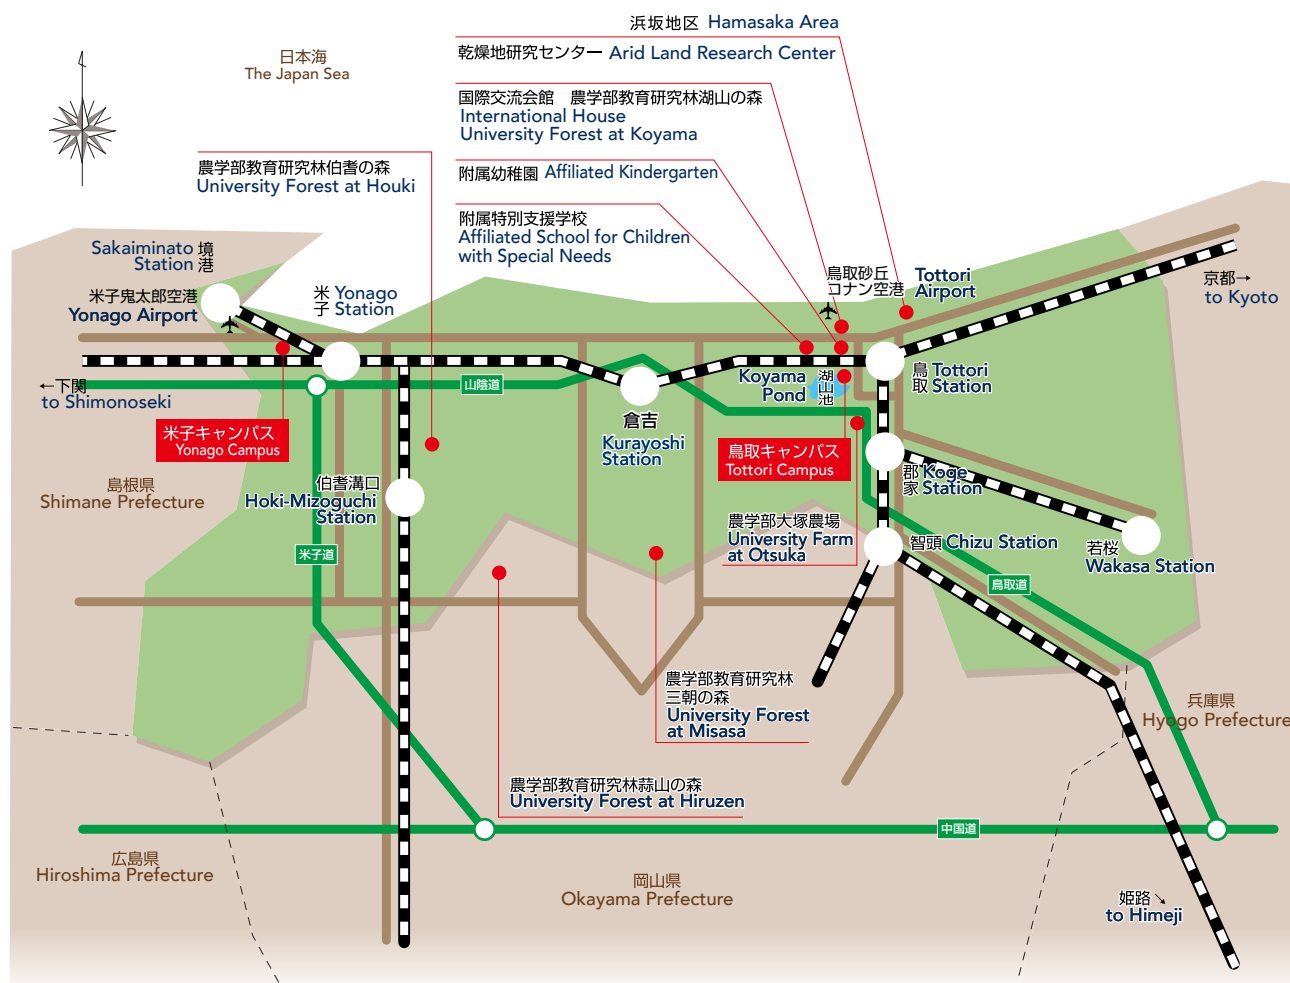 浜坂地区 Hamasaka Area
日本海
The Japan Sea
乾燥地研究センター Arid Land Research Center
国際交流会館　農学部教育研究林湖山の森
International House
University Forest at Koyama
農学部教育研究林伯耆の森
University Forest at Houki
附属幼稚園 Affiliated Kindergarten
附属特別支援学校
Affiliated School for Children
with Special Needs
Sakaiminato
Station
境港
米子鬼太郎空港
Yonago Airport
米子
Yonago
Station
鳥取砂丘
コナン空港
Tottori
Airport
京都→
to Kyoto
←下関
to Shimonoseki
山陰道
倉吉
Kurayoshi
Station
Koyama
Pond
湖山池
鳥取
Tottori
Station
米子キャンパス
Yonago Campus
鳥取キャンパス
Tottori Campus
島根県
Shimane Prefecture
伯耆溝口
Hoki-Mizoguchi
Station
郡家
Koge
Station
農学部大塚農場
University Farm
at Otsuka
智頭 Chizu Station
若桜
Wakasa Station
米子道
鳥取道
農学部教育研究林
三朝の森
University Forest
at Misasa
兵庫県
Hyogo Prefecture
農学部教育研究林蒜山の森
University Forest at Hiruzen
中国道
広島県
Hiroshima Prefecture
岡山県
Okayama Prefecture
姫路↘
to Himeji